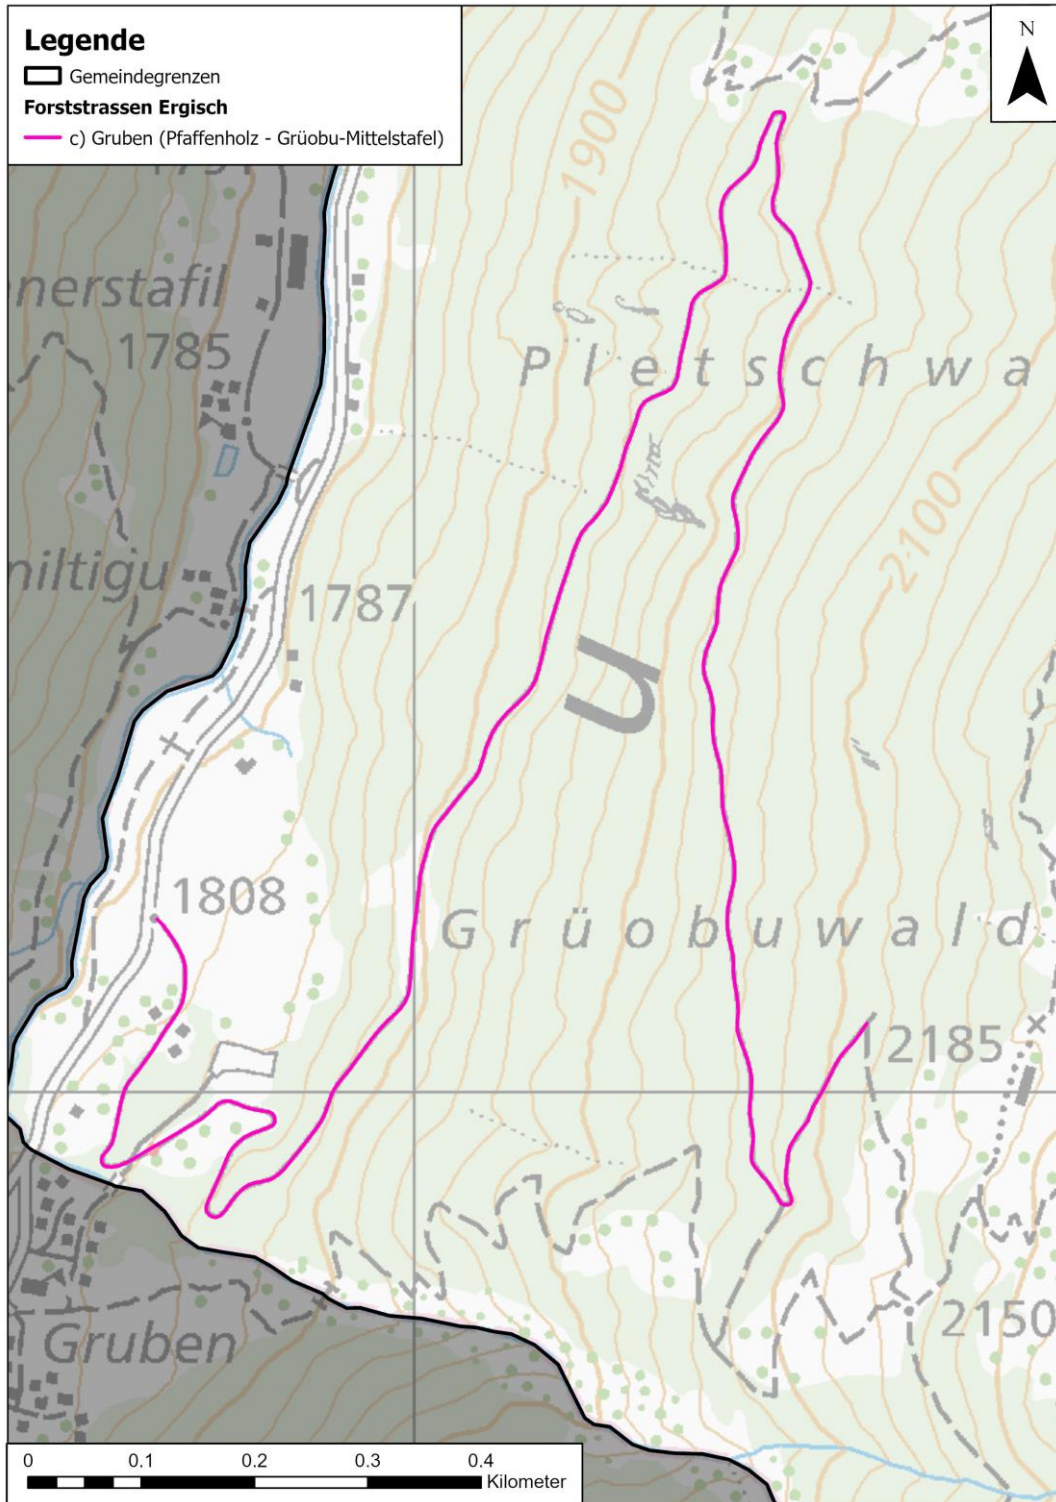 Legende
Gemeindegrenzen
Forststrassen Ergisch
c) Gruben (Pfaffenholz - Grüobu-Mittelstafel)
N
1900
nerstafil
1785
Pletschwa
2100
niltigu
1787
u
1808
Grüobuwald
2185
Gruben
2150
0 0.1 0.2 0.3 0.4
Kilometer